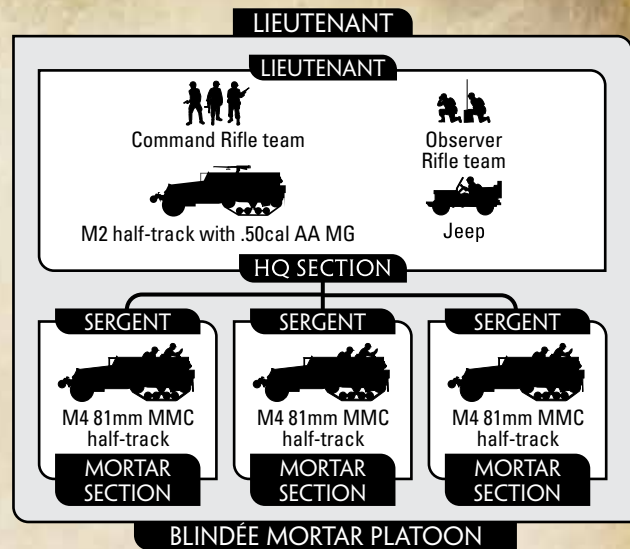 LIEUTENANT
LIEUTENANT
Command Rifle team
Observer
Rifle team
M2 half-track with .50cal AA MG
Jeep
HQ SECTION
SERGENT
M4 81mm MMC
half-track
MORTAR
SECTION
SERGENT
M4 81mm MMC
half-track
MORTAR
SECTION
SERGENT
M4 81mm MMC
half-track
MORTAR
SECTION
BLINDÉE MORTAR PLATOON